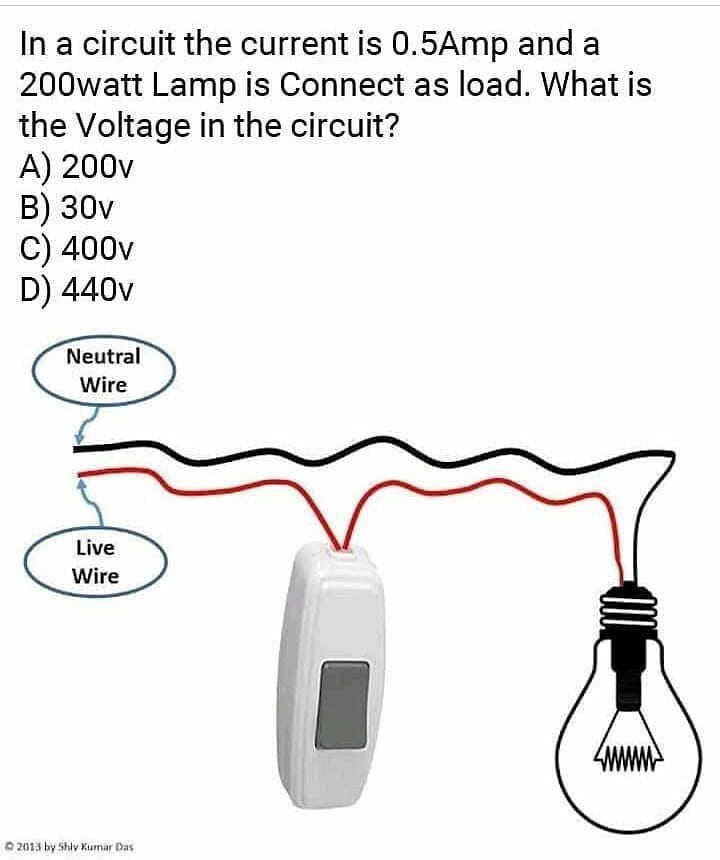 In a circuit the current is 0.5Amp and a
200watt Lamp is Connect as load. What is
the Voltage in the circuit?
A) 200v
B) 30v
C) 400v
D) 440v
Neutral
Wire
Live
Wire
© 2013 by Shiv Kumar Das